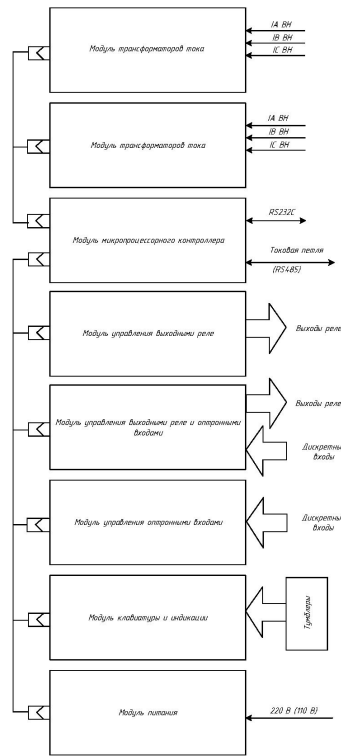 Модуль трансформаторов тока
IA ВН
IB ВН
IC ВН
Модуль трансформаторов тока
IA ВН
IB ВН
IC ВН
Модуль микропроцессорного контроллера
RS232C
Токовая петля
(RS485)
Модуль управления выходными реле
Выходы реле
Модуль управления выходными реле и оптронными
входами
Выходы реле
Дискретны
входы
Модуль управления оптронными входами
Дискретны
входы
Модуль клавиатуры и индикации
Тумблеры
Модуль питания
220 В (110 В)